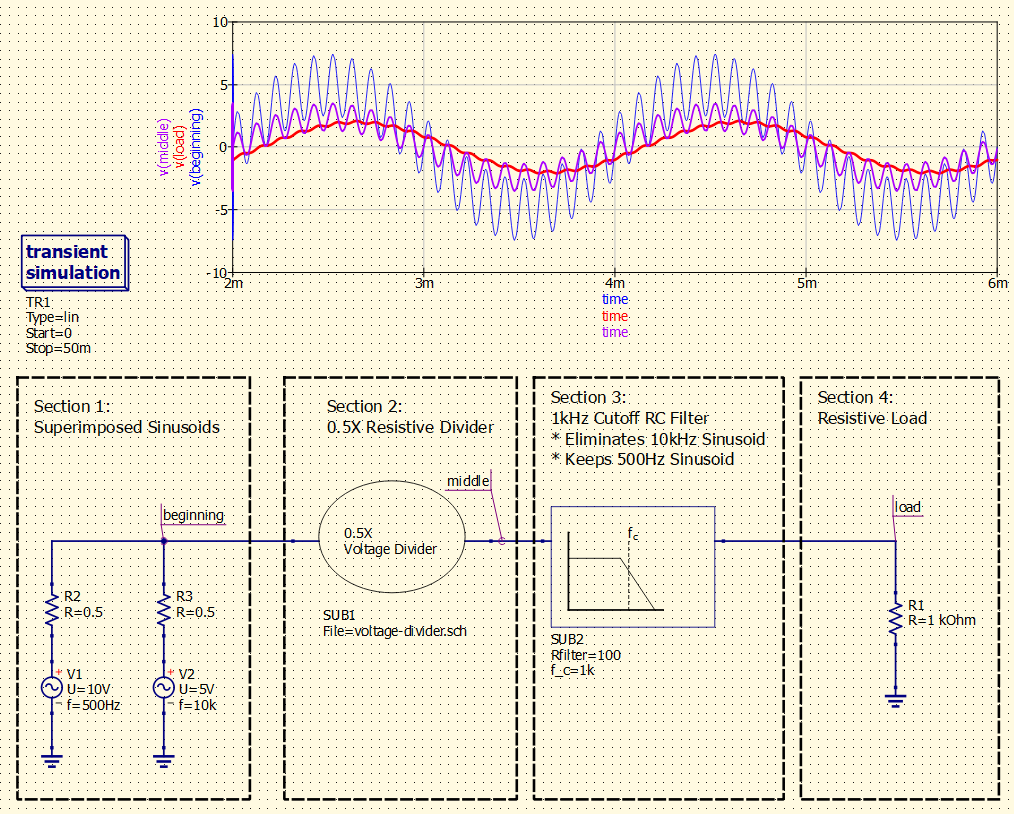 10
5
0
-5
-10
v(middle)
v(load)
v(beginning)
2m 3m 4m 5m 6m
time
time
time
transient
simulation
TR1
Type=lin
Start=0
Stop=50m
Section 1:
Superimposed Sinusoids
beginning
R2
R=0.5
R3
R=0.5
V1
U=10V
f=500Hz
V2
U=5V
f=10k
Section 2:
0.5X Resistive Divider
middle
0.5X
Voltage Divider
SUB1
File=voltage-divider.sch
Section 3:
1kHz Cutoff RC Filter
* Eliminates 10kHz Sinusoid
* Keeps 500Hz Sinusoid
fc
SUB2
Rfilter=100
f_c=1k
Section 4:
Resistive Load
load
R1
R=1 kOhm